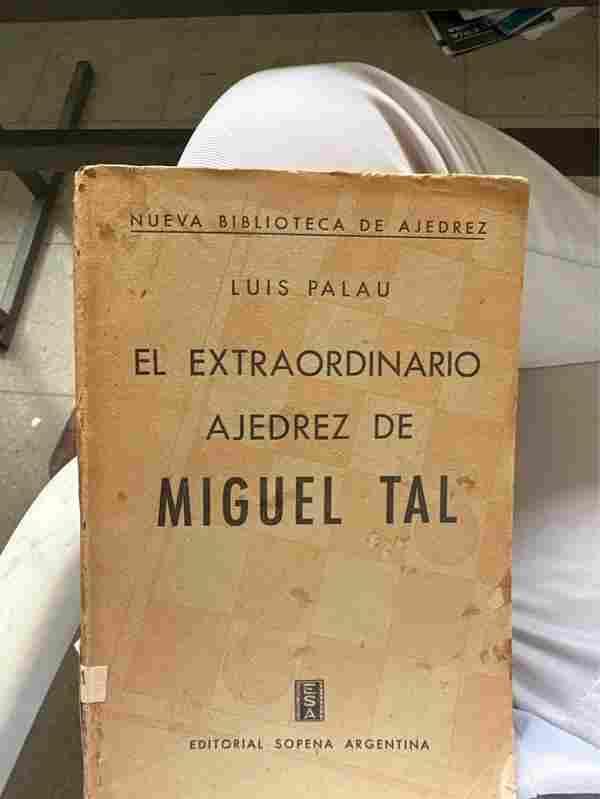 NUEVA BIBLIOTECA DE AJEDREZ
LUIS PALAU
EL EXTRAORDINARIO
AJEDREZ DE
MIGUEL TAL
ESA
EDITORIAL SOPENA ARGENTINA